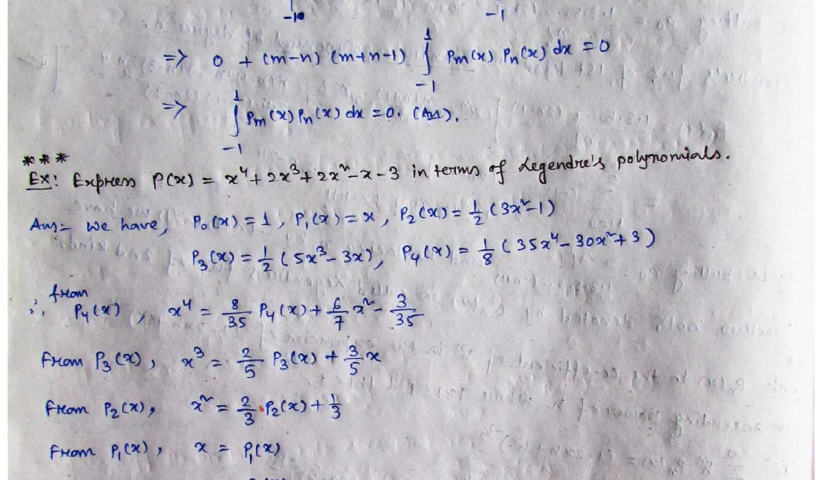 -10 -1
=> 0 + (m-n) (m+n-1) ∫_{-1}^{1} Pm(x) Pn(x) dx = 0
=> ∫_{-1}^{1} Pm(x) Pn(x) dx = 0. (Ans).
***
Ex: Express P(x) = x⁴ + 2x³ + 2x² - x - 3 in terms of Legendre's polynomials.
Ans:- We have, P₀(x) = 1, P₁(x) = x, P₂(x) = 1/2 (3x² - 1)
P₃(x) = 1/2 (5x³ - 3x), P₄(x) = 1/8 (35x⁴ - 30x² + 3)
∴ from P₄(x), x⁴ = 8/35 P₄(x) + 6/7 x² - 3/35
From P₃(x), x³ = 2/5 P₃(x) + 3/5 x
From P₂(x), x² = 2/3 P₂(x) + 1/3
From P₁(x), x = P₁(x)